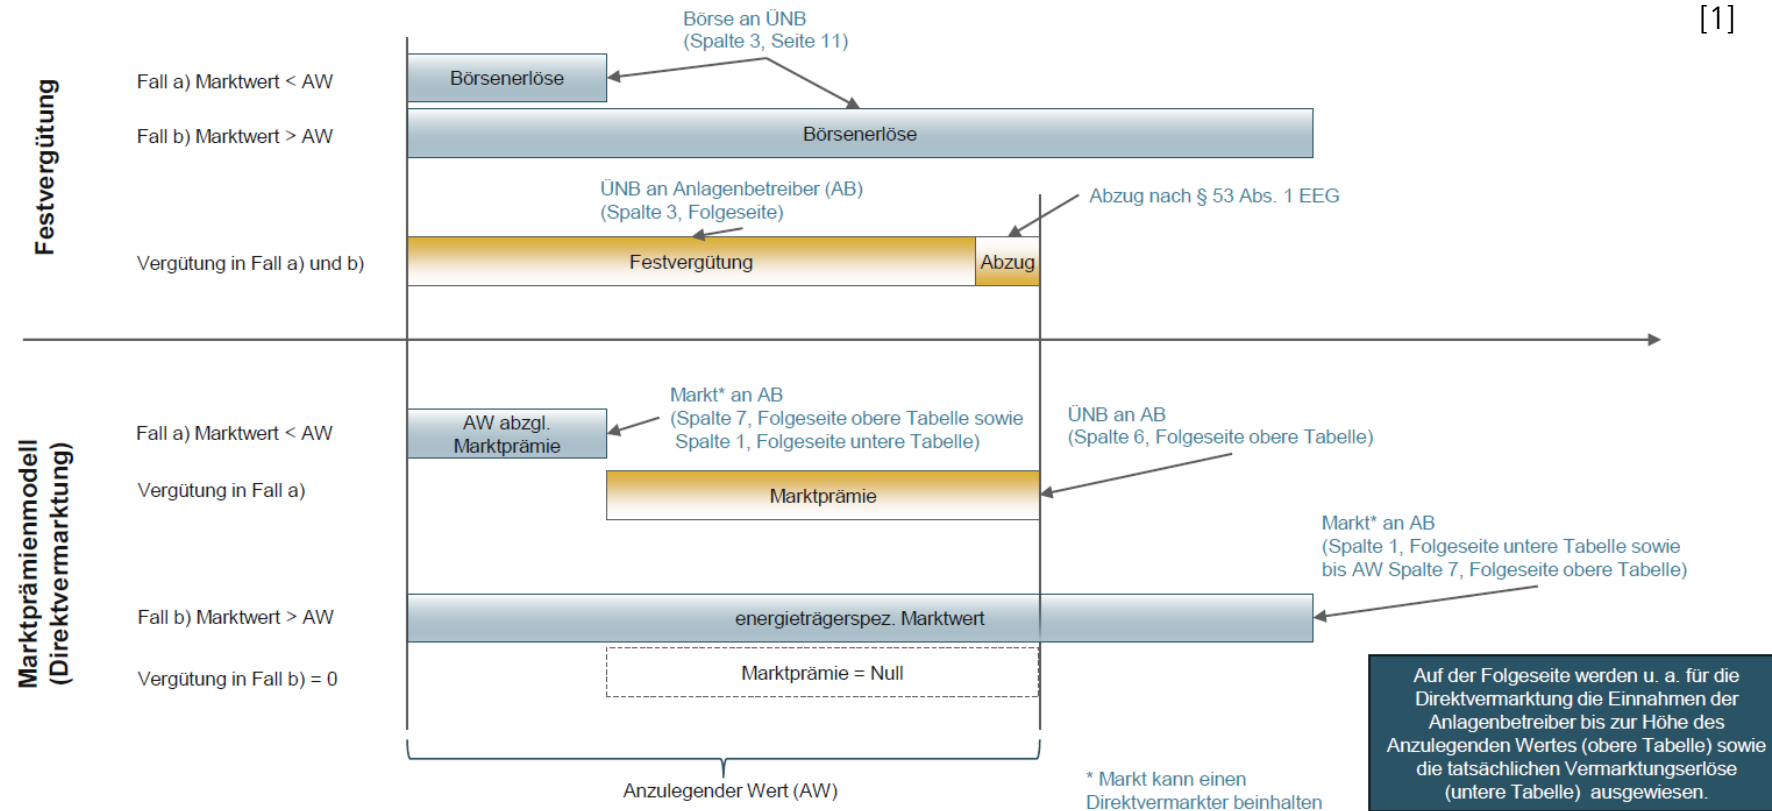 [1]
Börse an ÜNB
(Spalte 3, Seite 11)
Festvergütung
Fall a) Marktwert < AW
Börsenerlöse
Fall b) Marktwert > AW
Börsenerlöse
ÜNB an Anlagenbetreiber (AB)
(Spalte 3, Folgeseite)
Abzug nach § 53 Abs. 1 EEG
Vergütung in Fall a) und b)
Festvergütung
Abzug
Marktprämienmodell
(Direktvermarktung)
Fall a) Marktwert < AW
AW abzgl.
Marktprämie
Markt* an AB
(Spalte 7, Folgeseite obere Tabelle sowie
Spalte 1, Folgeseite untere Tabelle)
ÜNB an AB
(Spalte 6, Folgeseite obere Tabelle)
Vergütung in Fall a)
Marktprämie
Markt* an AB
(Spalte 1, Folgeseite untere Tabelle sowie
bis AW Spalte 7, Folgeseite obere Tabelle)
Fall b) Marktwert > AW
energieträgerspez. Marktwert
Vergütung in Fall b) = 0
Marktprämie = Null
Anzulegender Wert (AW)
* Markt kann einen
Direktvermarkter beinhalten
Auf der Folgeseite werden u. a. für die
Direktvermarktung die Einnahmen der
Anlagenbetreiber bis zur Höhe des
Anzulegenden Wertes (obere Tabelle) sowie
die tatsächlichen Vermarktungserlöse
(untere Tabelle) ausgewiesen.